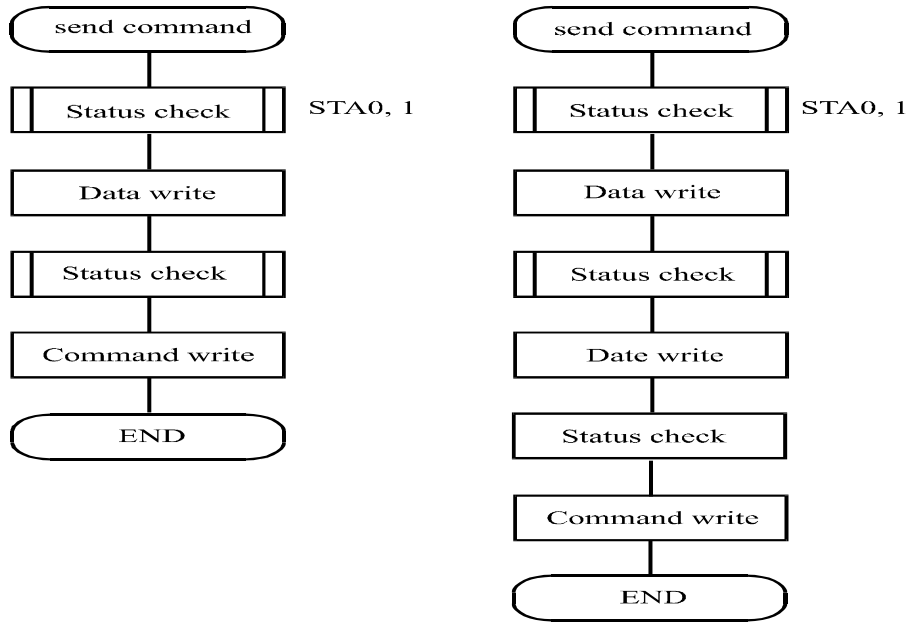 send command
Status check
STA0, 1
Data write
Status check
Command write
END
send command
Status check
STA0, 1
Data write
Status check
Date write
Status check
Command write
END